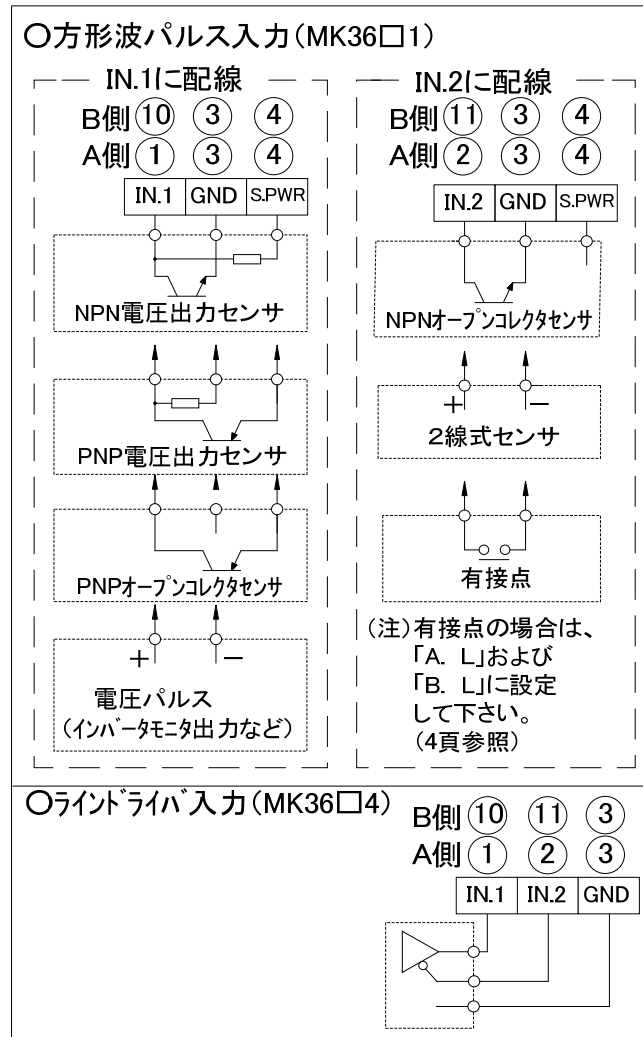 ○方形波パルス入力(MK36□1)
IN.1に配線
B側 ⑩ ③ ④
A側 ① ③ ④
IN.1 GND S.PWR
NPN電圧出力センサ
PNP電圧出力センサ
PNPオープンコレクタセンサ
+ −
電圧パルス
(インバータモニタ出力など)
IN.2に配線
B側 ⑪ ③ ④
A側 ② ③ ④
IN.2 GND S.PWR
NPNオープンコレクタセンサ
+ −
2線式センサ
有接点
(注)有接点の場合は、
「A. L」および
「B. L」に設定
して下さい。
(4頁参照)
○ラインドライバ入力(MK36□4)
B側 ⑩ ⑪ ③
A側 ① ② ③
IN.1 IN.2 GND